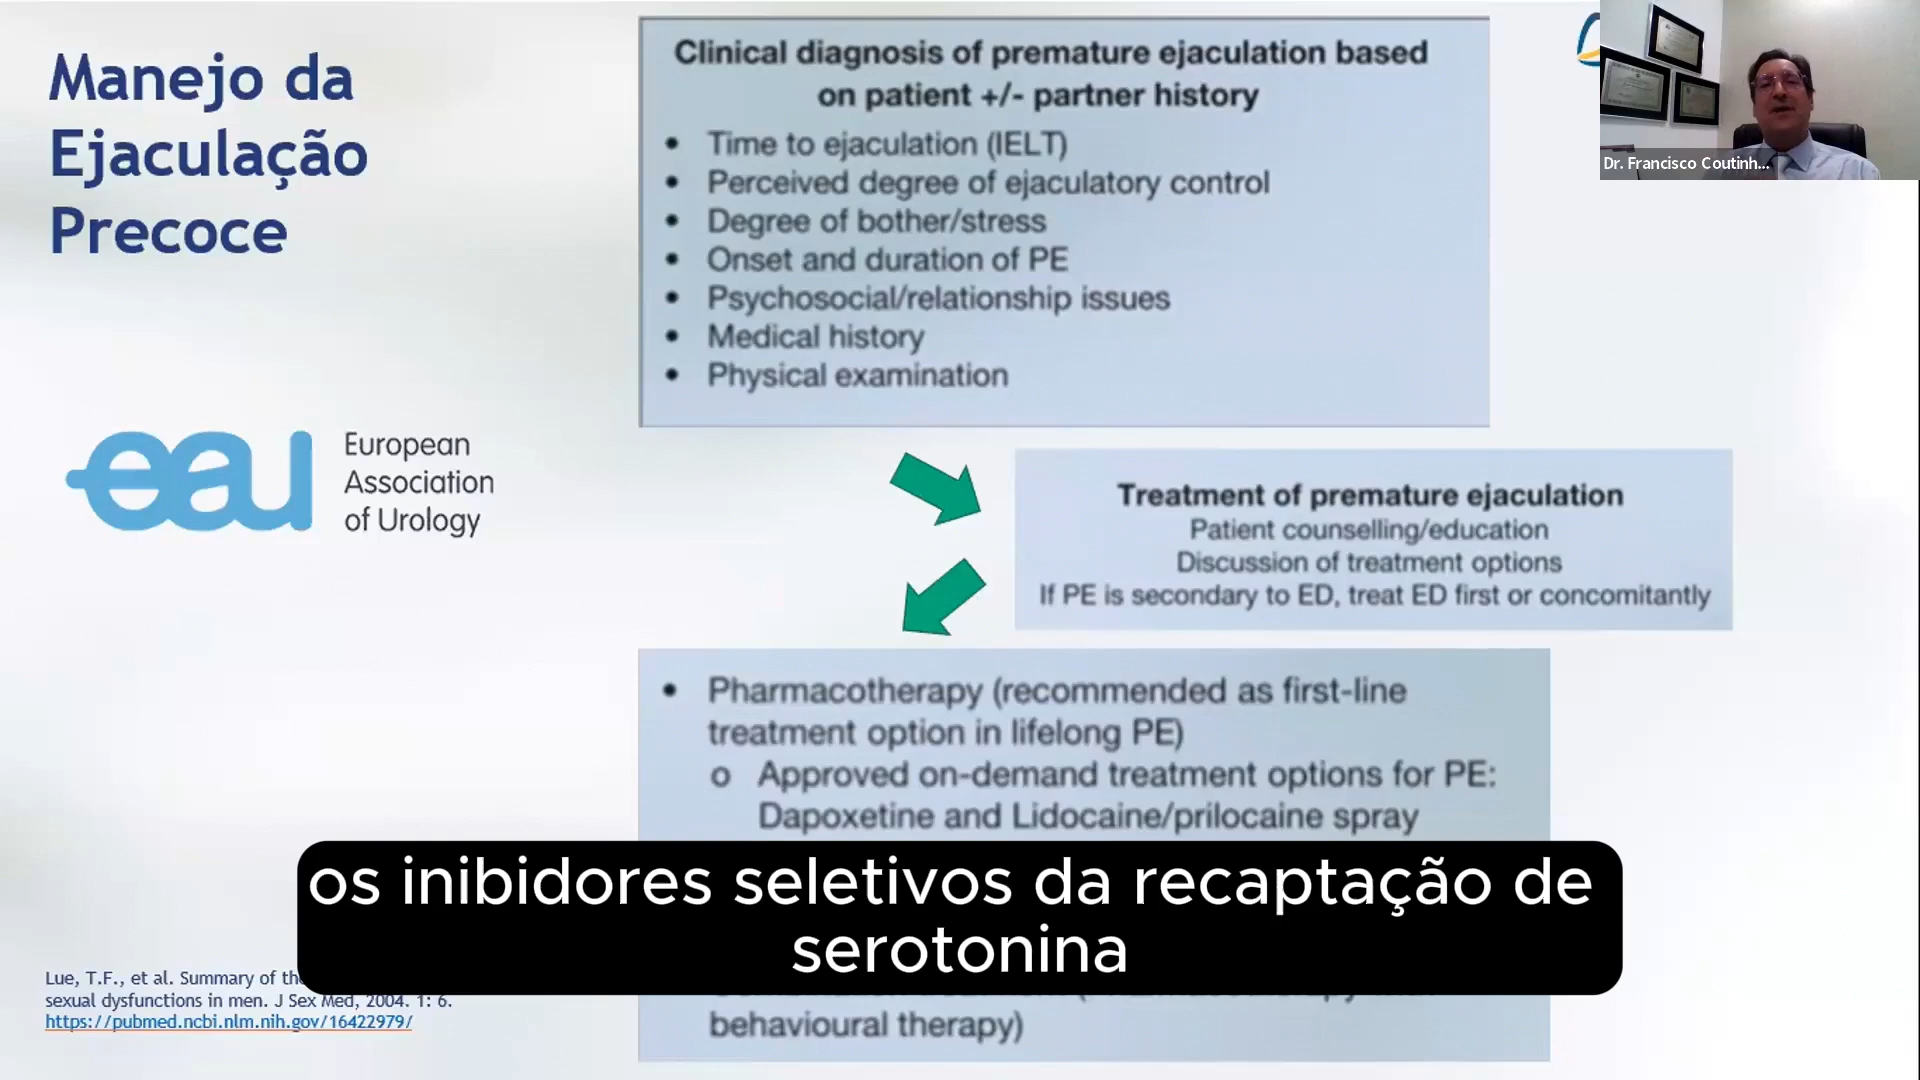 Manejo da
Ejaculação
Precoce
eau
European
Association
of Urology
Clinical diagnosis of premature ejaculation based
on patient +/- partner history
• Time to ejaculation (IELT)
• Perceived degree of ejaculatory control
• Degree of bother/stress
• Onset and duration of PE
• Psychosocial/relationship issues
• Medical history
• Physical examination
Dr. Francisco Coutinh...
Treatment of premature ejaculation
Patient counselling/education
Discussion of treatment options
If PE is secondary to ED, treat ED first or concomitantly
• Pharmacotherapy (recommended as first-line
treatment option in lifelong PE)
o Approved on-demand treatment options for PE:
Dapoxetine and Lidocaine/prilocaine spray
behavioural therapy)
os inibidores seletivos da recaptação de
serotonina
Lue, T.F., et al. Summary of
sexual dysfunctions in men. J Sex Med, 2004. 1: 6.
https://pubmed.ncbi.nlm.nih.gov/16422979/